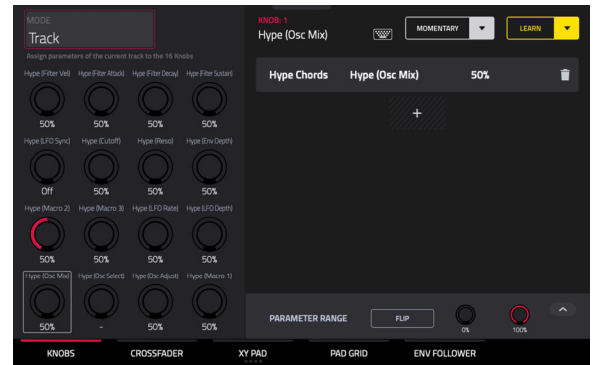 MODE
Track
Assign parameters of the current track to the 16 Knobs
Hype (Filter Vel) Hype (Filter Attack) Hype (Filter Decay) Hype (Filter Sustain)
50% 50% 50% 50%
Hype (LFO Sync) Hype (Cutoff) Hype (Reso) Hype (Env Depth)
Off 50% 50% 50%
Hype (Macro 2) Hype (Macro 3) Hype (LFO Rate) Hype (LFO Depth)
50% 50% 50% 50%
Hype (Osc Mix) Hype (Osc Select) Hype (Osc Adjust) Hype (Macro 1)
50% - 50% 50%
KNOB: 1
Hype (Osc Mix)
MOMENTARY
LEARN
Hype Chords Hype (Osc Mix) 50%
+
PARAMETER RANGE FLIP 0% 100%
KNOBS CROSSFADER XY PAD PAD GRID ENV FOLLOWER